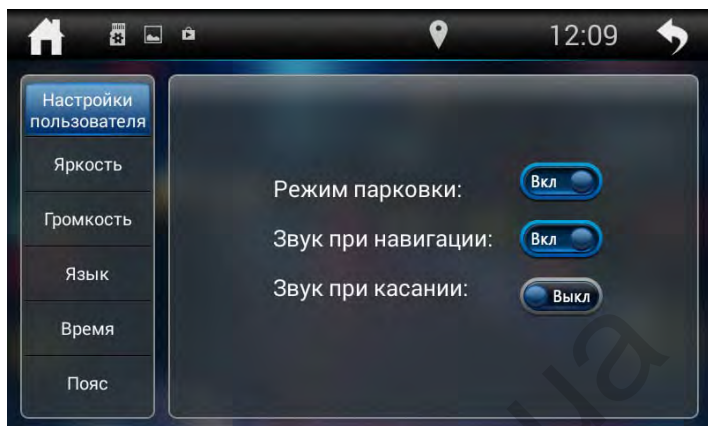 12:09
Настройки
пользователя
Яркость
Громкость
Язык
Время
Пояс
Режим парковки: Вкл
Звук при навигации: Вкл
Звук при касании: Выкл